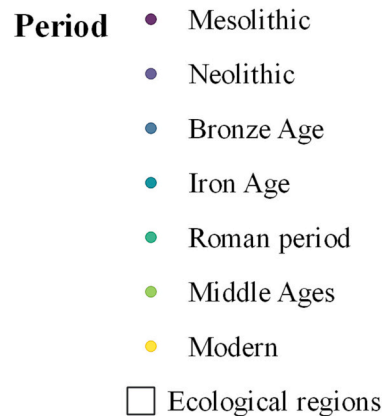 Period
Mesolithic
Neolithic
Bronze Age
Iron Age
Roman period
Middle Ages
Modern
Ecological regions